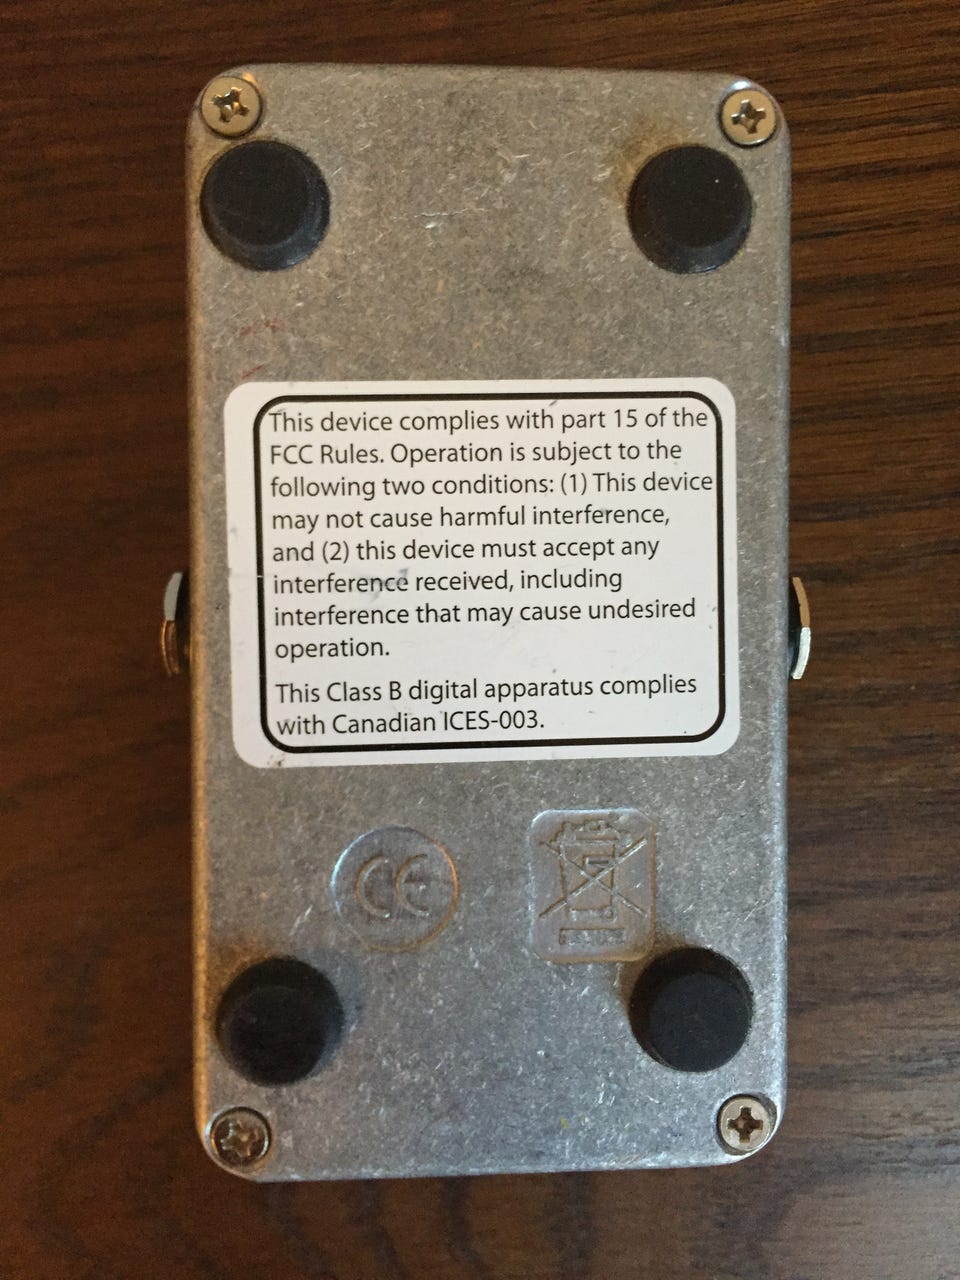 This device complies with part 15 of the
FCC Rules. Operation is subject to the
following two conditions: (1) This device
may not cause harmful interference,
and (2) this device must accept any
interference received, including
interference that may cause undesired
operation.
This Class B digital apparatus complies
with Canadian ICES-003.
CE